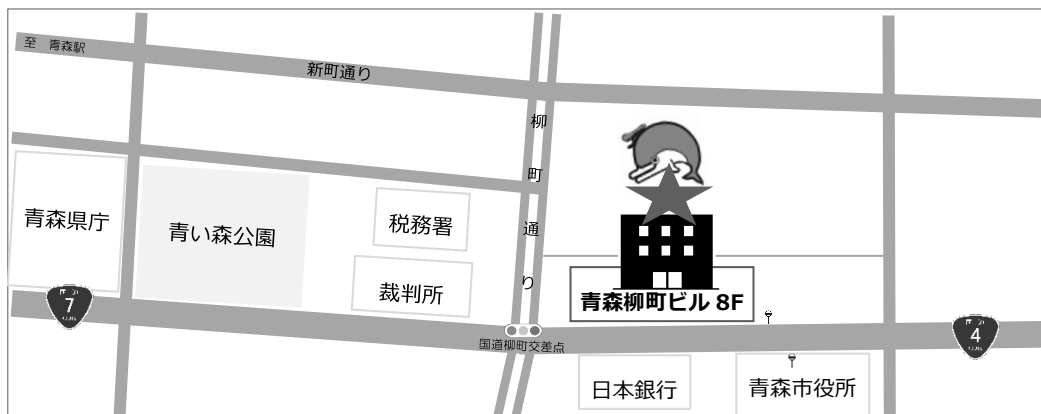 至　青森駅
新町通り
柳町通り
青森県庁
青い森公園
税務署
裁判所
7
国道柳町交差点
青森柳町ビル 8F
4
日本銀行
青森市役所